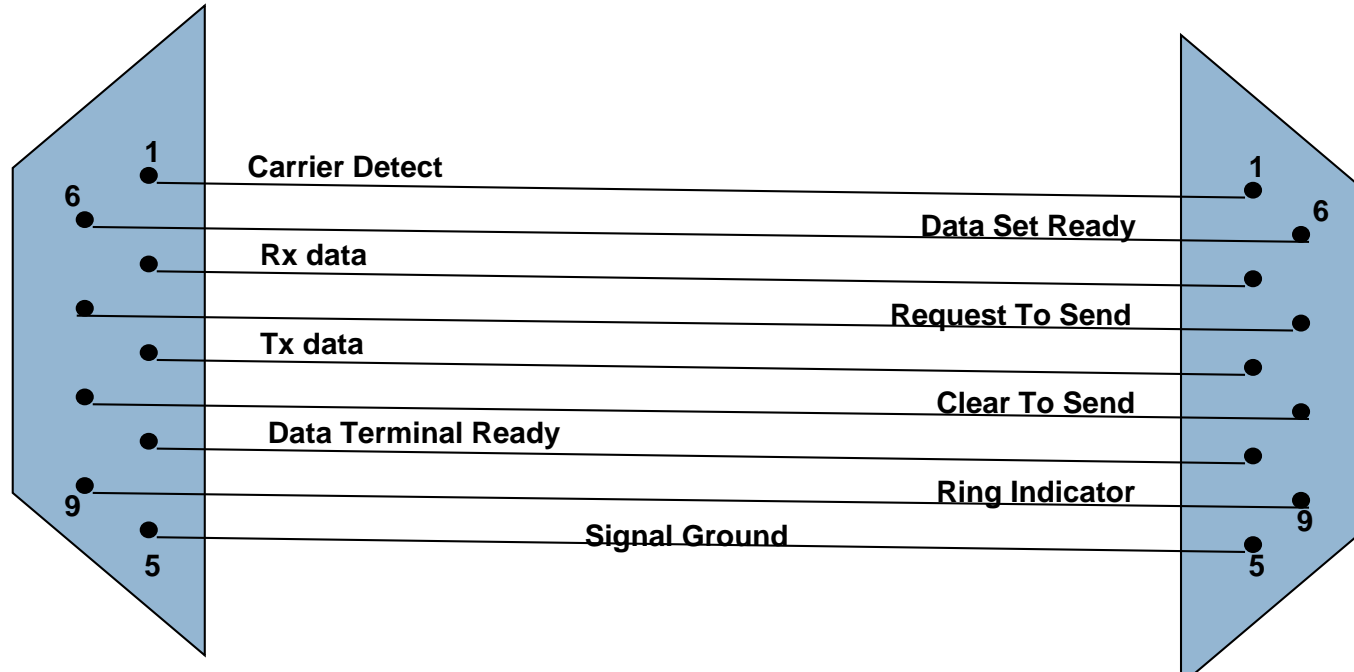 1
Carrier Detect
1
6
Data Set Ready
6
Rx data
Request To Send
Tx data
Clear To Send
Data Terminal Ready
Ring Indicator
9
9
Signal Ground
5
5